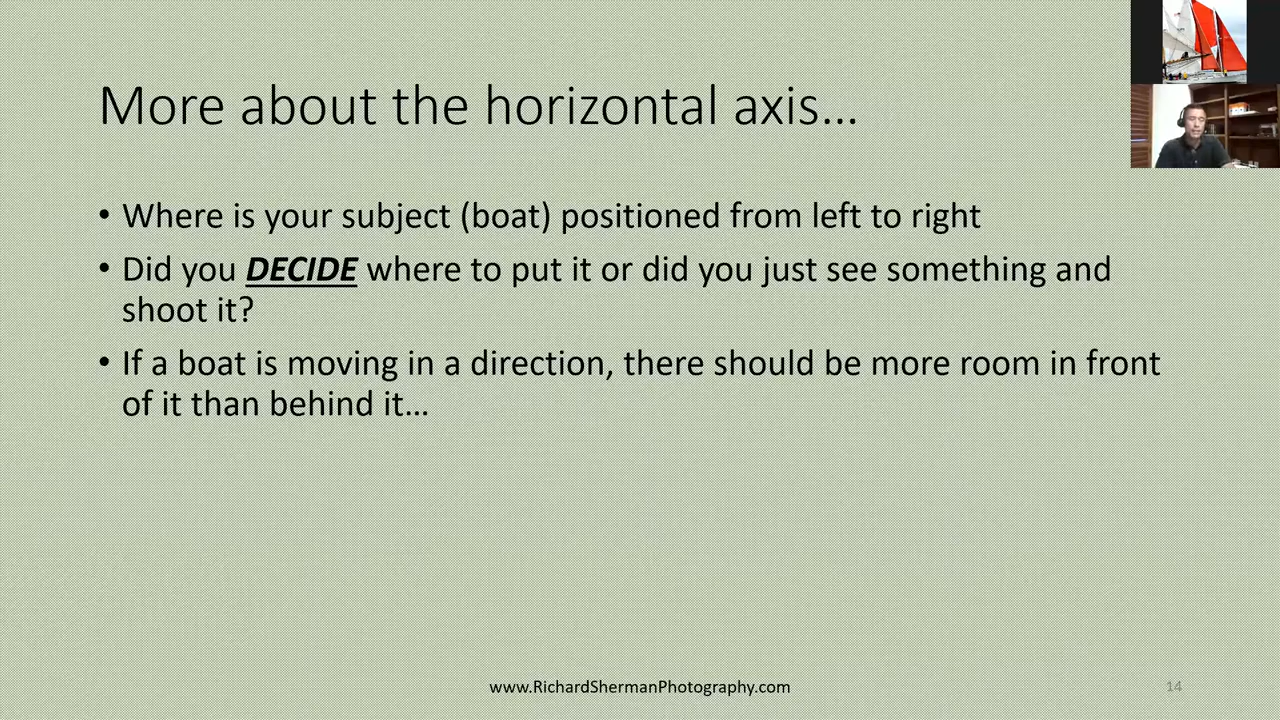 More about the horizontal axis…
• Where is your subject (boat) positioned from left to right
• Did you DECIDE where to put it or did you just see something and
shoot it?
• If a boat is moving in a direction, there should be more room in front
of it than behind it…
www.RichardShermanPhotography.com
14